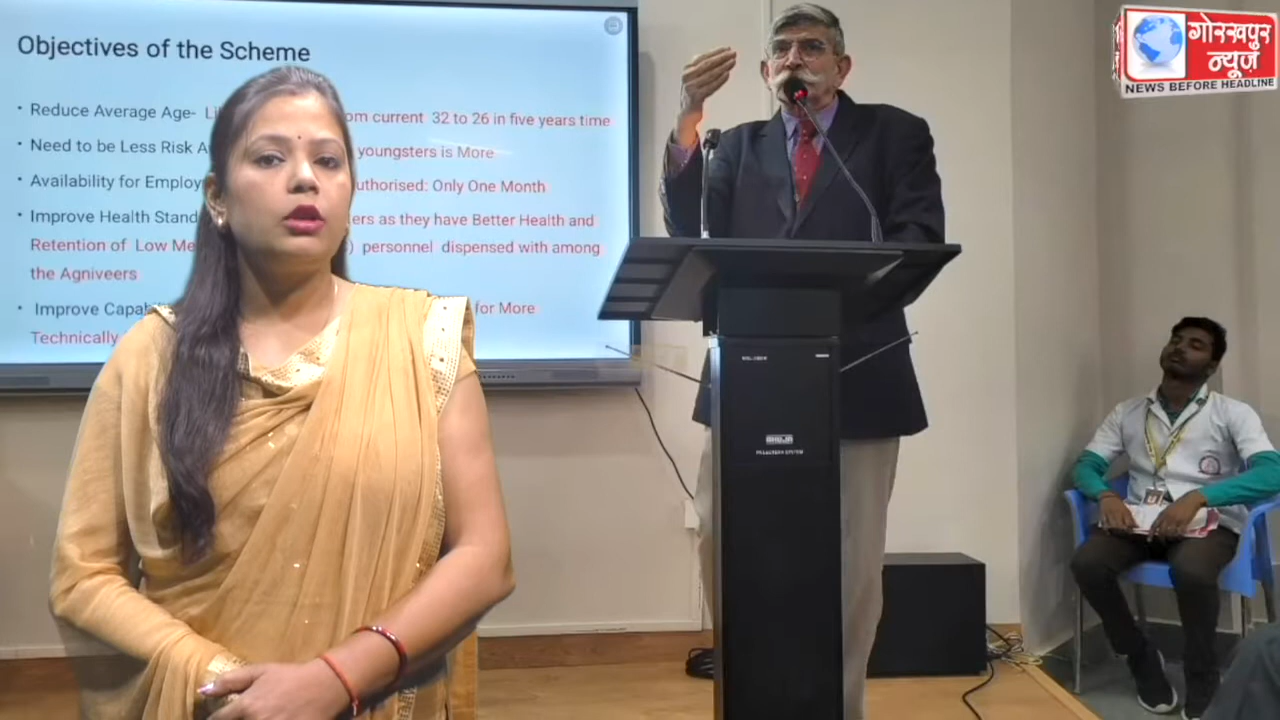 Objectives of the Scheme
• Reduce Average Age- om current 32 to 26 in five years time
• Need to be Less Risk youngsters is More
• Availability for Employ uthorised: Only One Month
• Improve Health Stand ers as they have Better Health and
Retention of Low Me ) personnel dispensed with among
the Agniveers
• Improve Capab for More
Technically
गोरखपुर
न्यूज़
NEWS BEFORE HEADLINE
AHUJA